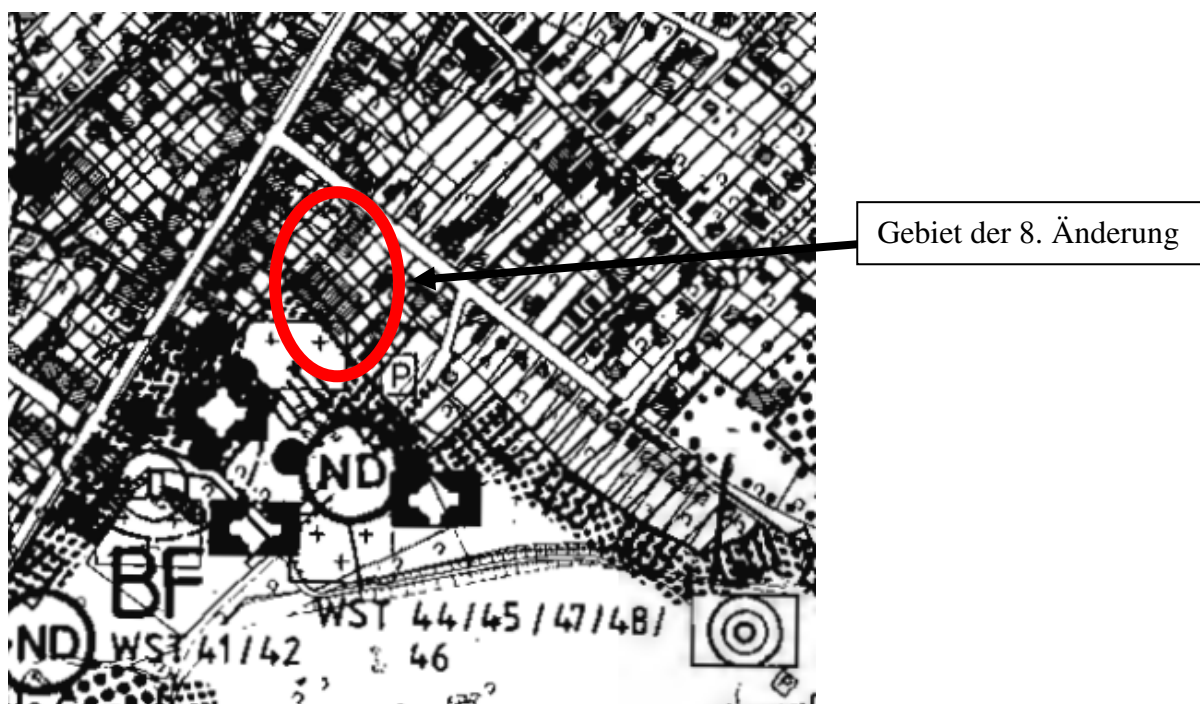 Gebiet der 8. Änderung
P
ND
BF
WST 44/45/47/48/
ND
WST 41/42
46